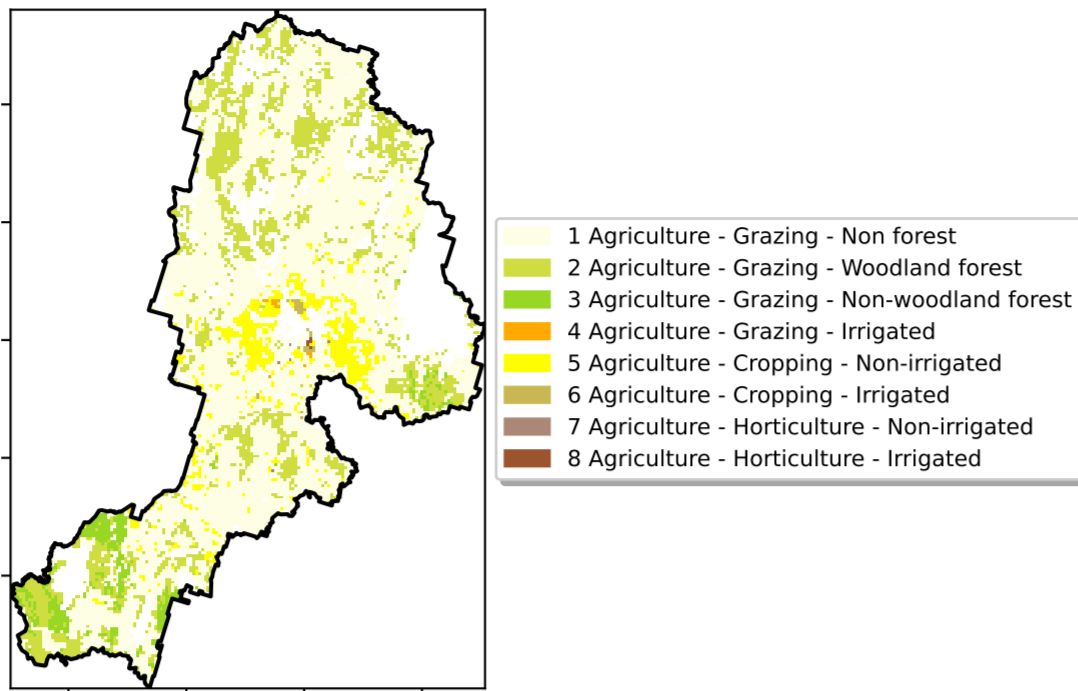 1 Agriculture - Grazing - Non forest
2 Agriculture - Grazing - Woodland forest
3 Agriculture - Grazing - Non-woodland forest
4 Agriculture - Grazing - Irrigated
5 Agriculture - Cropping - Non-irrigated
6 Agriculture - Cropping - Irrigated
7 Agriculture - Horticulture - Non-irrigated
8 Agriculture - Horticulture - Irrigated